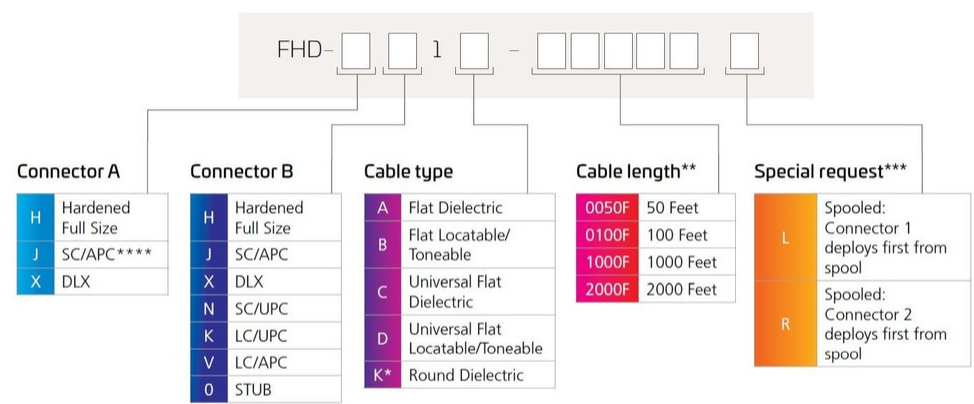 FHD- 1 -
Connector A
H Hardened
Full Size
J SC/APC****
X DLX
Connector B
H Hardened
Full Size
J SC/APC
X DLX
N SC/UPC
K LC/UPC
V LC/APC
0 STUB
Cable type
A Flat Dielectric
B Flat Locatable/
Toneable
C Universal Flat
Dielectric
D Universal Flat
Locatable/Toneable
K* Round Dielectric
Cable length**
0050F 50 Feet
0100F 100 Feet
1000F 1000 Feet
2000F 2000 Feet
Special request***
L Spooled:
Connector 1
deploys first from
spool
R Spooled:
Connector 2
deploys first from
spool